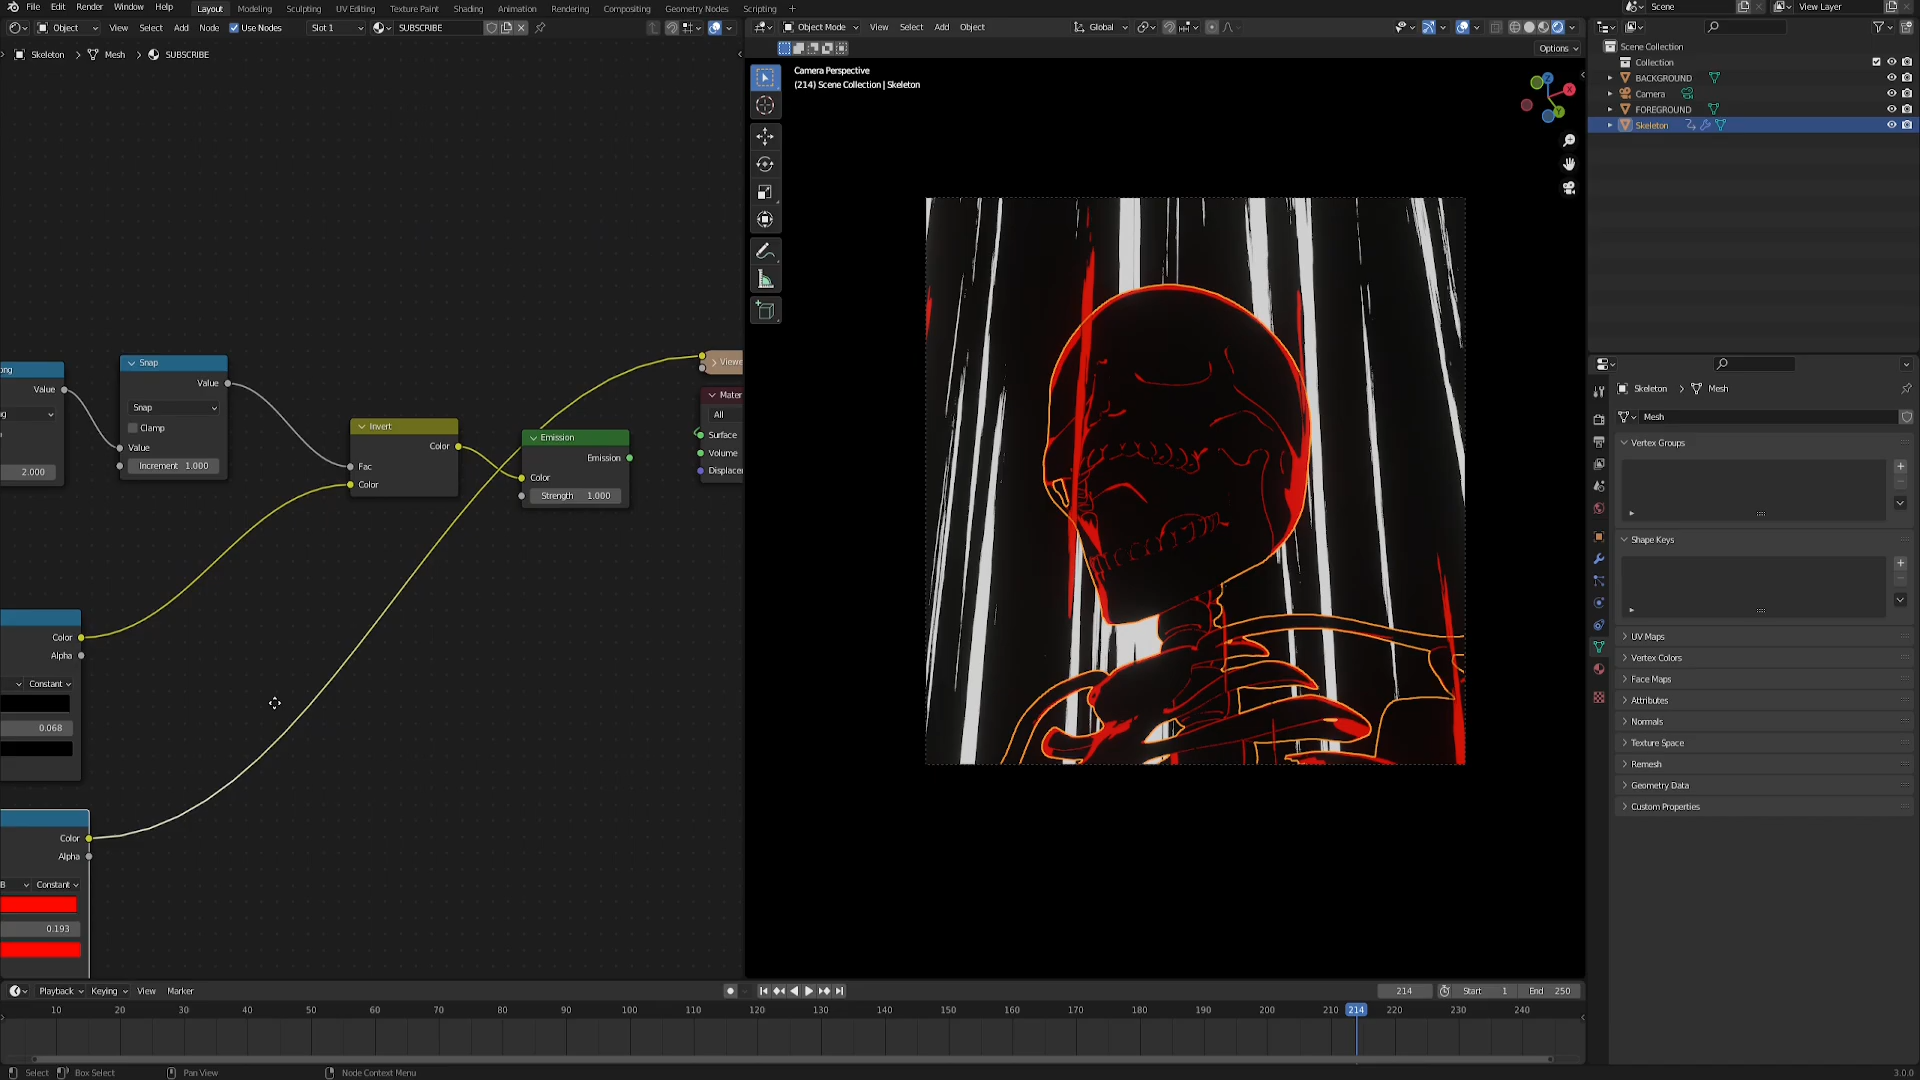 File Edit Render Window Help Layout Modeling Sculpting UV Editing Texture Paint Shading Animation Rendering Compositing Geometry Nodes Scripting Scene View Layer
Object View Select Add Node Use Nodes Slot 1 SUBSCRIBE
Object Mode View Select Add Object Global
Options
Skeleton Mesh SUBSCRIBE
Camera Perspective
(214) Scene Collection | Skeleton
Scene Collection
Collection
BACKGROUND
Camera
FOREGROUND
Skeleton
Value
2.000
Snap
Value
Snap
Clamp
Value
Increment 1.000
Invert
Color
Fac
Color
Emission
Emission
Color
Strength 1.000
Viewe
Mater
All
Surface
Volume
Displacer
Color
Alpha
Constant
0.068
Color
Alpha
B Constant
0.193
Skeleton Mesh
Mesh
Vertex Groups
Shape Keys
UV Maps
Vertex Colors
Face Maps
Attributes
Normals
Texture Space
Remesh
Geometry Data
Custom Properties
Playback Keying View Marker
214 Start 1 End 250
10 20 30 40 50 60 70 80 90 100 110 120 130 140 150 160 170 180 190 200 210 214 220 230 240
Select Box Select Pan View Node Context Menu 3.0.0